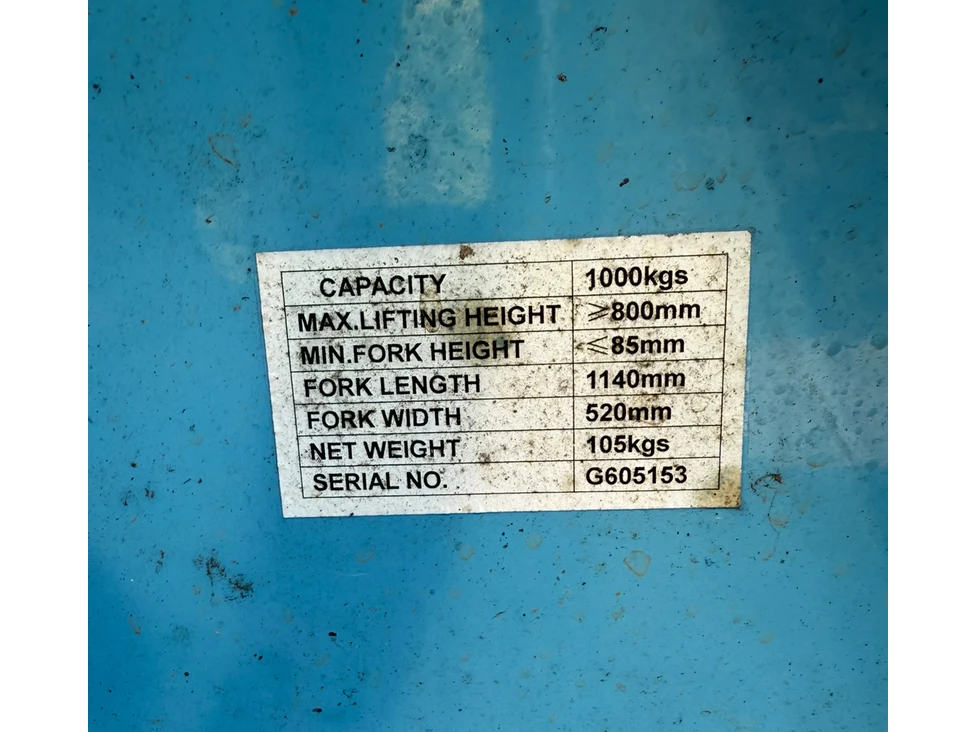 CAPACITY 1000kgs
MAX.LIFTING HEIGHT ⩾800mm
MIN.FORK HEIGHT ⩽85mm
FORK LENGTH 1140mm
FORK WIDTH 520mm
NET WEIGHT 105kgs
SERIAL NO. G605153